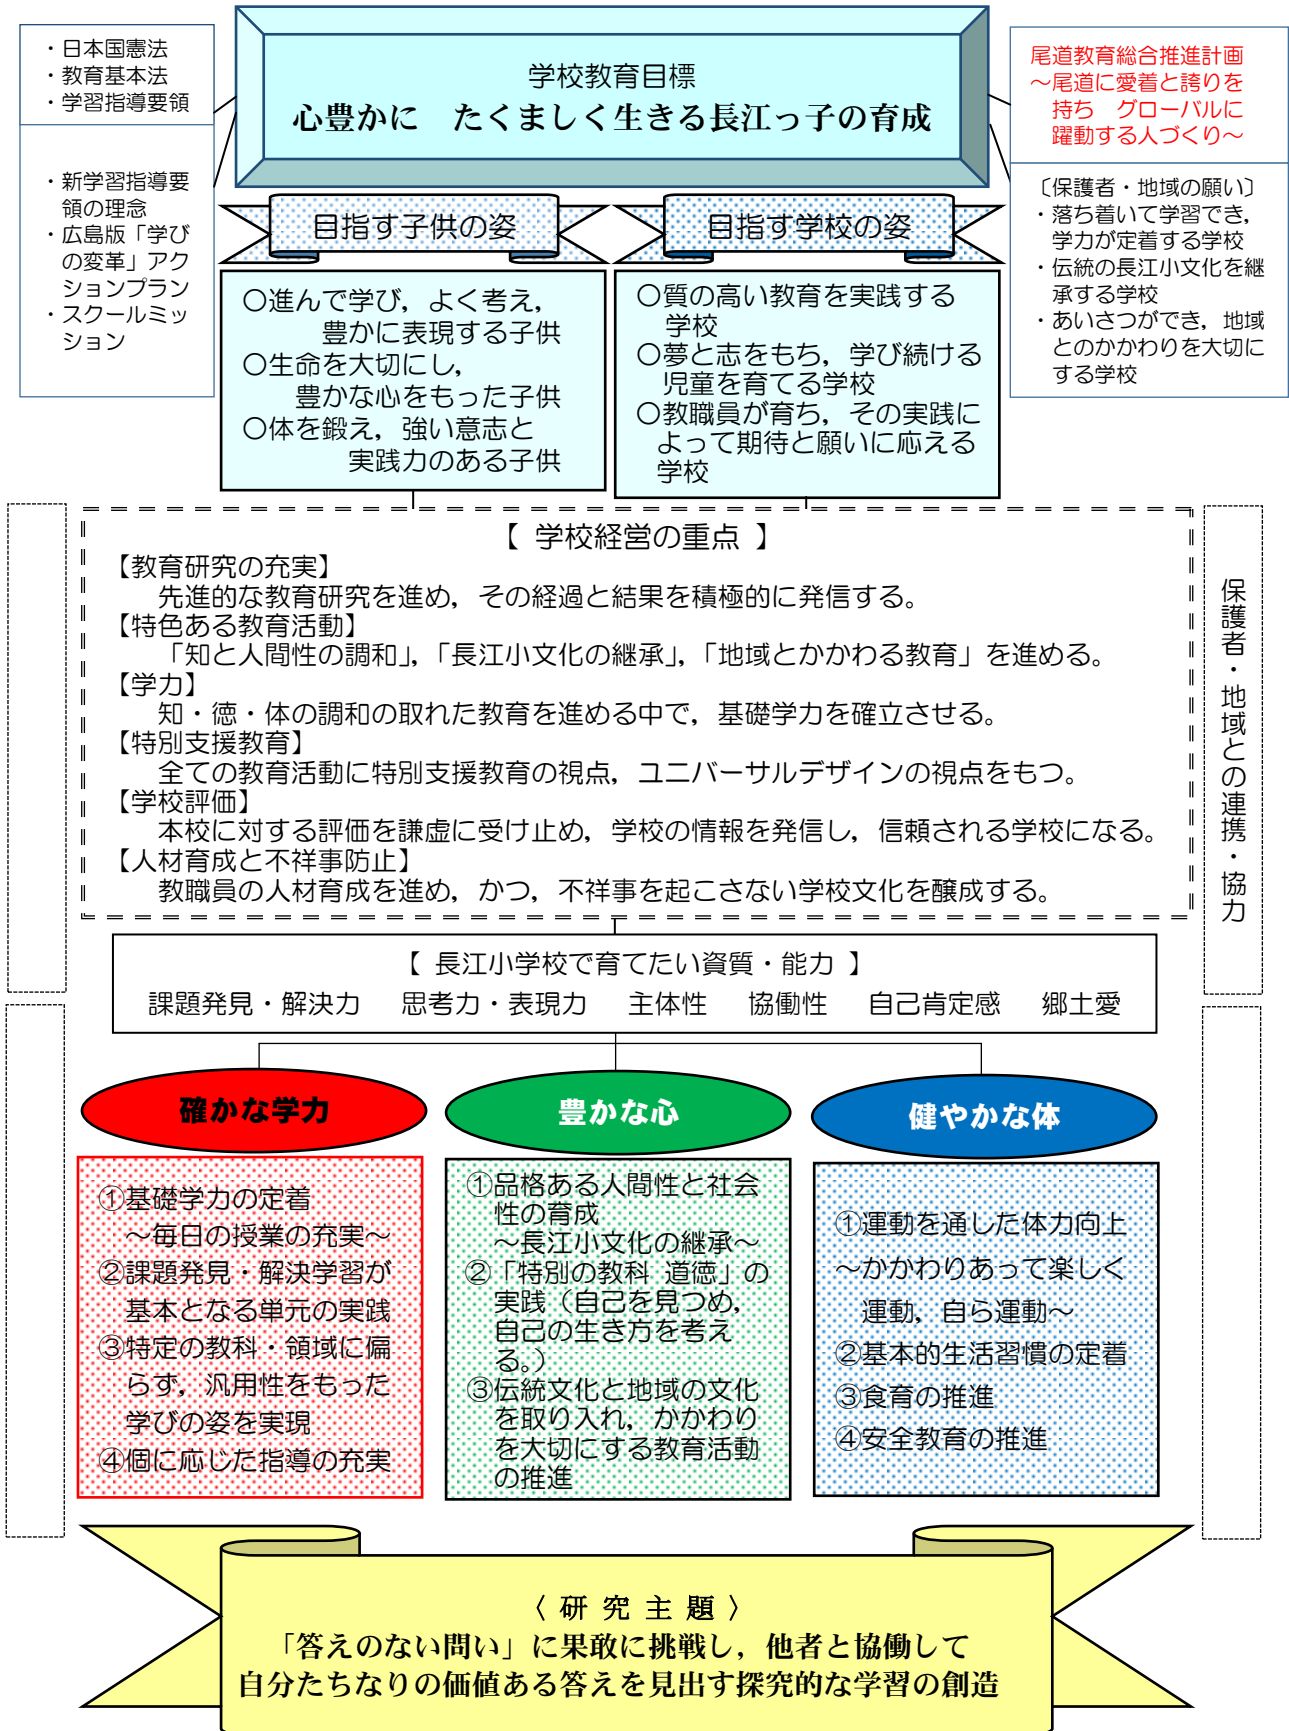 ・日本国憲法
・教育基本法
・学習指導要領
・新学習指導要
領の理念
・広島版「学び
の変革」アク
ションプラン
・スクールミッ
ション
学校教育目標
心豊かに　たくましく生きる長江っ子の育成
尾道教育総合推進計画
～尾道に愛着と誇りを
持ち　グローバルに
躍動する人づくり～
〔保護者・地域の願い〕
・落ち着いて学習でき，
学力が定着する学校
・伝統の長江小文化を継
承する学校
・あいさつができ，地域
とのかかわりを大切に
する学校
目指す子供の姿
○進んで学び，よく考え，
豊かに表現する子供
○生命を大切にし，
豊かな心をもった子供
○体を鍛え，強い意志と
実践力のある子供
目指す学校の姿
○質の高い教育を実践する
学校
○夢と志をもち，学び続ける
児童を育てる学校
○教職員が育ち，その実践に
よって期待と願いに応える
学校
【 学校経営の重点 】
【教育研究の充実】
先進的な教育研究を進め，その経過と結果を積極的に発信する。
【特色ある教育活動】
「知と人間性の調和」，「長江小文化の継承」，「地域とかかわる教育」を進める。
【学力】
知・徳・体の調和の取れた教育を進める中で，基礎学力を確立させる。
【特別支援教育】
全ての教育活動に特別支援教育の視点，ユニバーサルデザインの視点をもつ。
【学校評価】
本校に対する評価を謙虚に受け止め，学校の情報を発信し，信頼される学校になる。
【人材育成と不祥事防止】
教職員の人材育成を進め，かつ，不祥事を起こさない学校文化を醸成する。
保護者・地域との連携・協力
【 長江小学校で育てたい資質・能力 】
課題発見・解決力　思考力・表現力　主体性　協働性　自己肯定感　郷土愛
確かな学力
①基礎学力の定着
～毎日の授業の充実～
②課題発見・解決学習が
基本となる単元の実践
③特定の教科・領域に偏
らず，汎用性をもった
学びの姿を実現
④個に応じた指導の充実
豊かな心
①品格ある人間性と社会
性の育成
～長江小文化の継承～
②「特別の教科 道徳」の
実践（自己を見つめ，
自己の生き方を考え
る。）
③伝統文化と地域の文化
を取り入れ，かかわり
を大切にする教育活動
の推進
健やかな体
①運動を通した体力向上
～かかわりあって楽しく
運動，自ら運動～
②基本的生活習慣の定着
③食育の推進
④安全教育の推進
〈 研 究 主 題 〉
「答えのない問い」に果敢に挑戦し，他者と協働して
自分たちなりの価値ある答えを見出す探究的な学習の創造